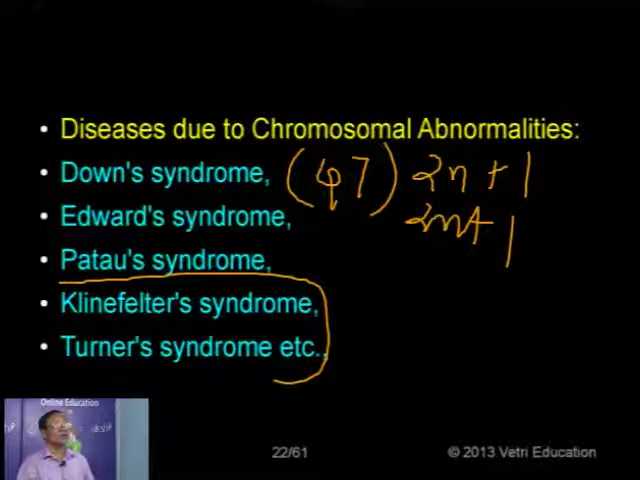 • Diseases due to Chromosomal Abnormalities:
• Down's syndrome, (47) 2n + 1
• Edward's syndrome, 2n + 1
• Patau's syndrome,
• Klinefelter's syndrome,
• Turner's syndrome etc.,
Online Education
22/61
© 2013 Vetri Education